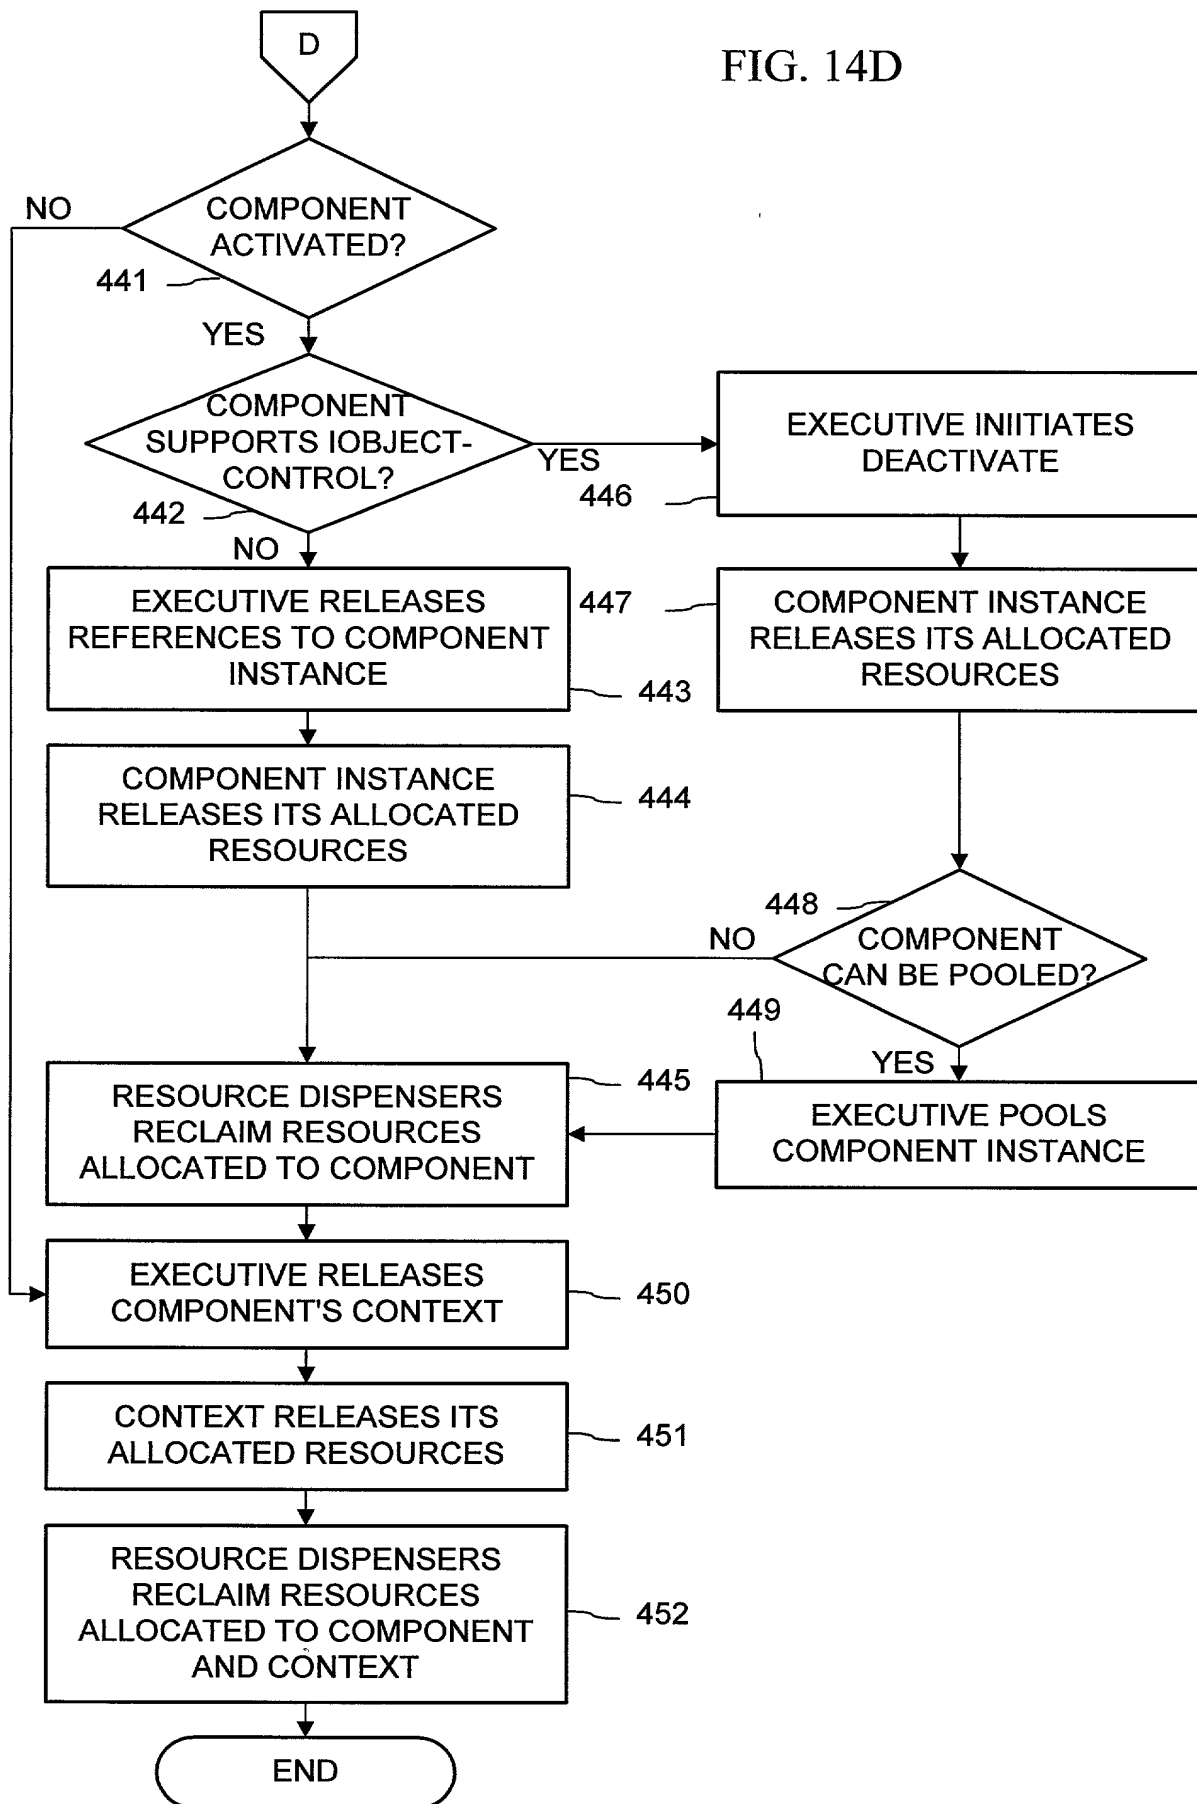 D
FIG. 14D
NO
COMPONENT
ACTIVATED?
441
YES
COMPONENT
SUPPORTS IOBJECT-
CONTROL?
442
YES
NO
EXECUTIVE INIITIATES
DEACTIVATE
446
EXECUTIVE RELEASES
REFERENCES TO COMPONENT
INSTANCE
443
447
COMPONENT INSTANCE
RELEASES ITS ALLOCATED
RESOURCES
COMPONENT INSTANCE
RELEASES ITS ALLOCATED
RESOURCES
444
448
NO
COMPONENT
CAN BE POOLED?
449
YES
RESOURCE DISPENSERS
RECLAIM RESOURCES
ALLOCATED TO COMPONENT
445
EXECUTIVE POOLS
COMPONENT INSTANCE
EXECUTIVE RELEASES
COMPONENT'S CONTEXT
450
CONTEXT RELEASES ITS
ALLOCATED RESOURCES
451
RESOURCE DISPENSERS
RECLAIM RESOURCES
ALLOCATED TO COMPONENT
AND CONTEXT
452
END